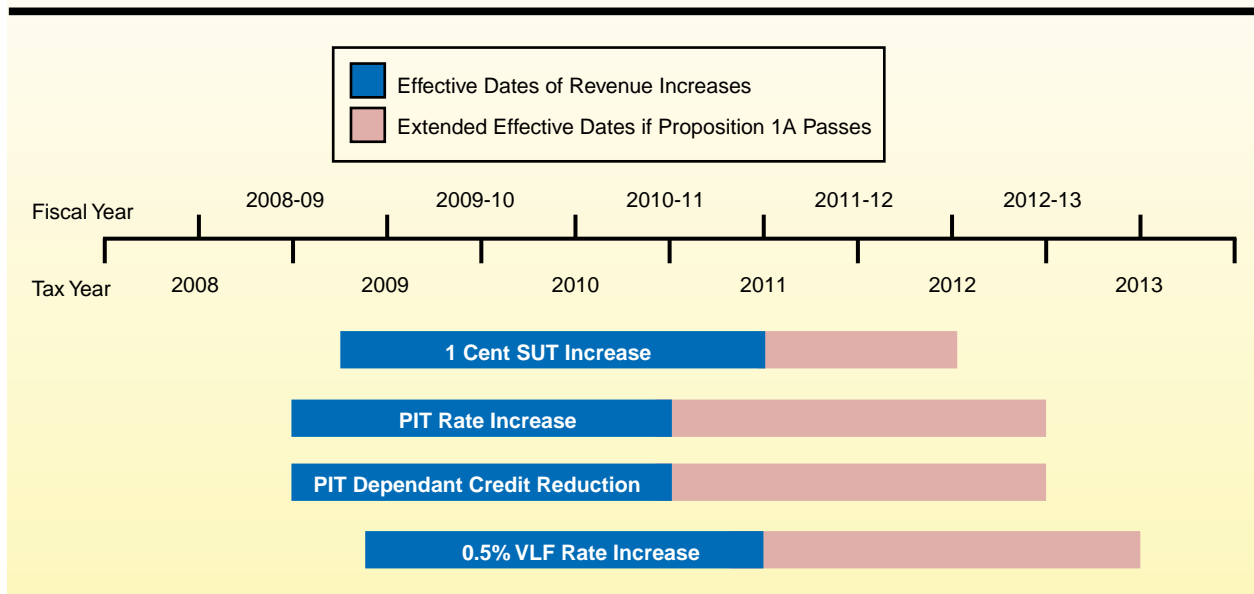 Effective Dates of Revenue Increases
Extended Effective Dates if Proposition 1A Passes
Fiscal Year 2008-09 2009-10 2010-11 2011-12 2012-13
Tax Year 2008 2009 2010 2011 2012 2013
1 Cent SUT Increase
PIT Rate Increase
PIT Dependant Credit Reduction
0.5% VLF Rate Increase